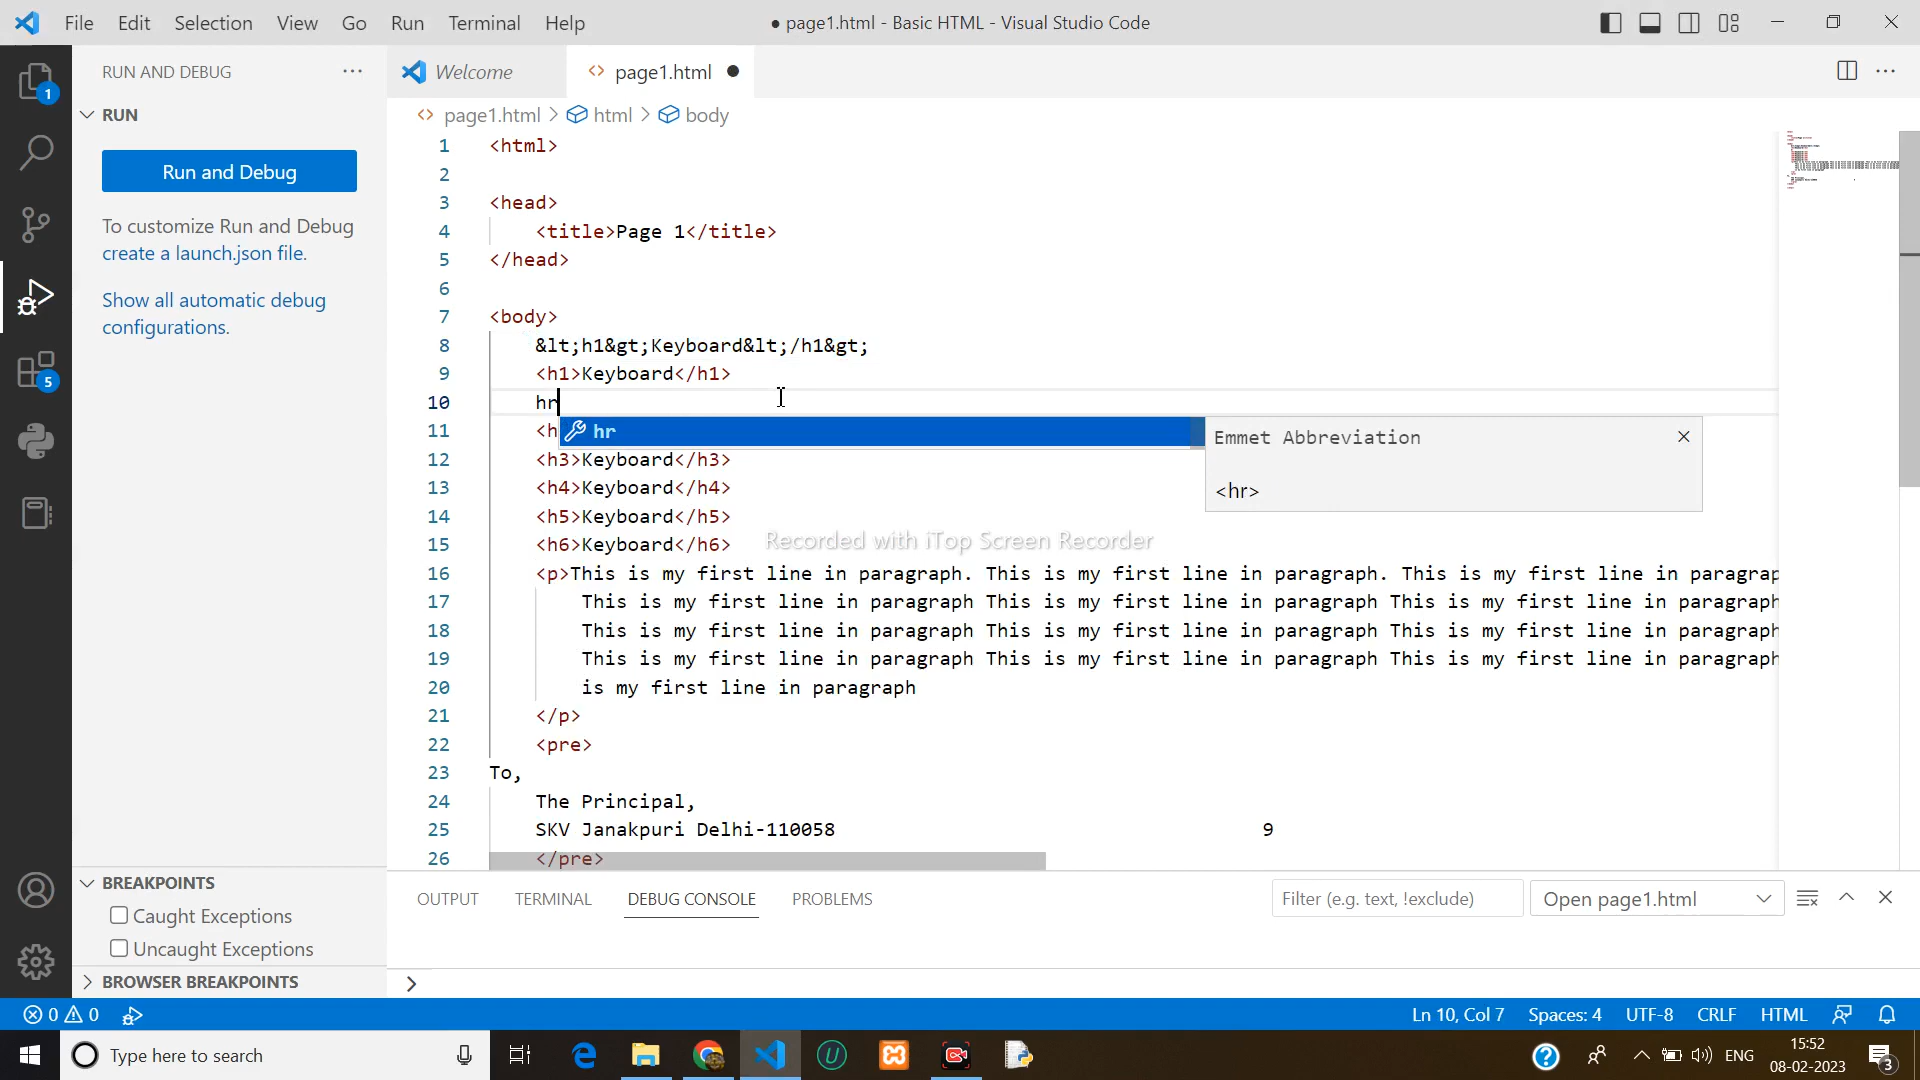 File Edit Selection View Go Run Terminal Help
● page1.html - Basic HTML - Visual Studio Code
RUN AND DEBUG
RUN
Run and Debug
To customize Run and Debug
create a launch.json file.
Show all automatic debug
configurations.
BREAKPOINTS
Caught Exceptions
Uncaught Exceptions
BROWSER BREAKPOINTS
1
5
Welcome
page1.html
page1.html > html > body
1 <html>
2
3 <head>
4 <title>Page 1</title>
5 </head>
6
7 <body>
8 &lt;h1&gt;Keyboard&lt;/h1&gt;
9 <h1>Keyboard</h1>
10 hr
11 <h
hr
Emmet Abbreviation
<hr>
12 <h3>Keyboard</h3>
13 <h4>Keyboard</h4>
14 <h5>Keyboard</h5>
15 <h6>Keyboard</h6>
Recorded with iTop Screen Recorder
16 <p>This is my first line in paragraph. This is my first line in paragraph. This is my first line in paragrap
17 This is my first line in paragraph This is my first line in paragraph This is my first line in paragraph
18 This is my first line in paragraph This is my first line in paragraph This is my first line in paragraph
19 This is my first line in paragraph This is my first line in paragraph This is my first line in paragraph
20 is my first line in paragraph
21 </p>
22 <pre>
23 To,
24 The Principal,
25 SKV Janakpuri Delhi-110058 9
26 </pre>
OUTPUT TERMINAL DEBUG CONSOLE PROBLEMS
Filter (e.g. text, !exclude)
Open page1.html
>
0 0
Ln 10, Col 7 Spaces: 4 UTF-8 CRLF HTML
Type here to search
ENG
15:52
08-02-2023
3